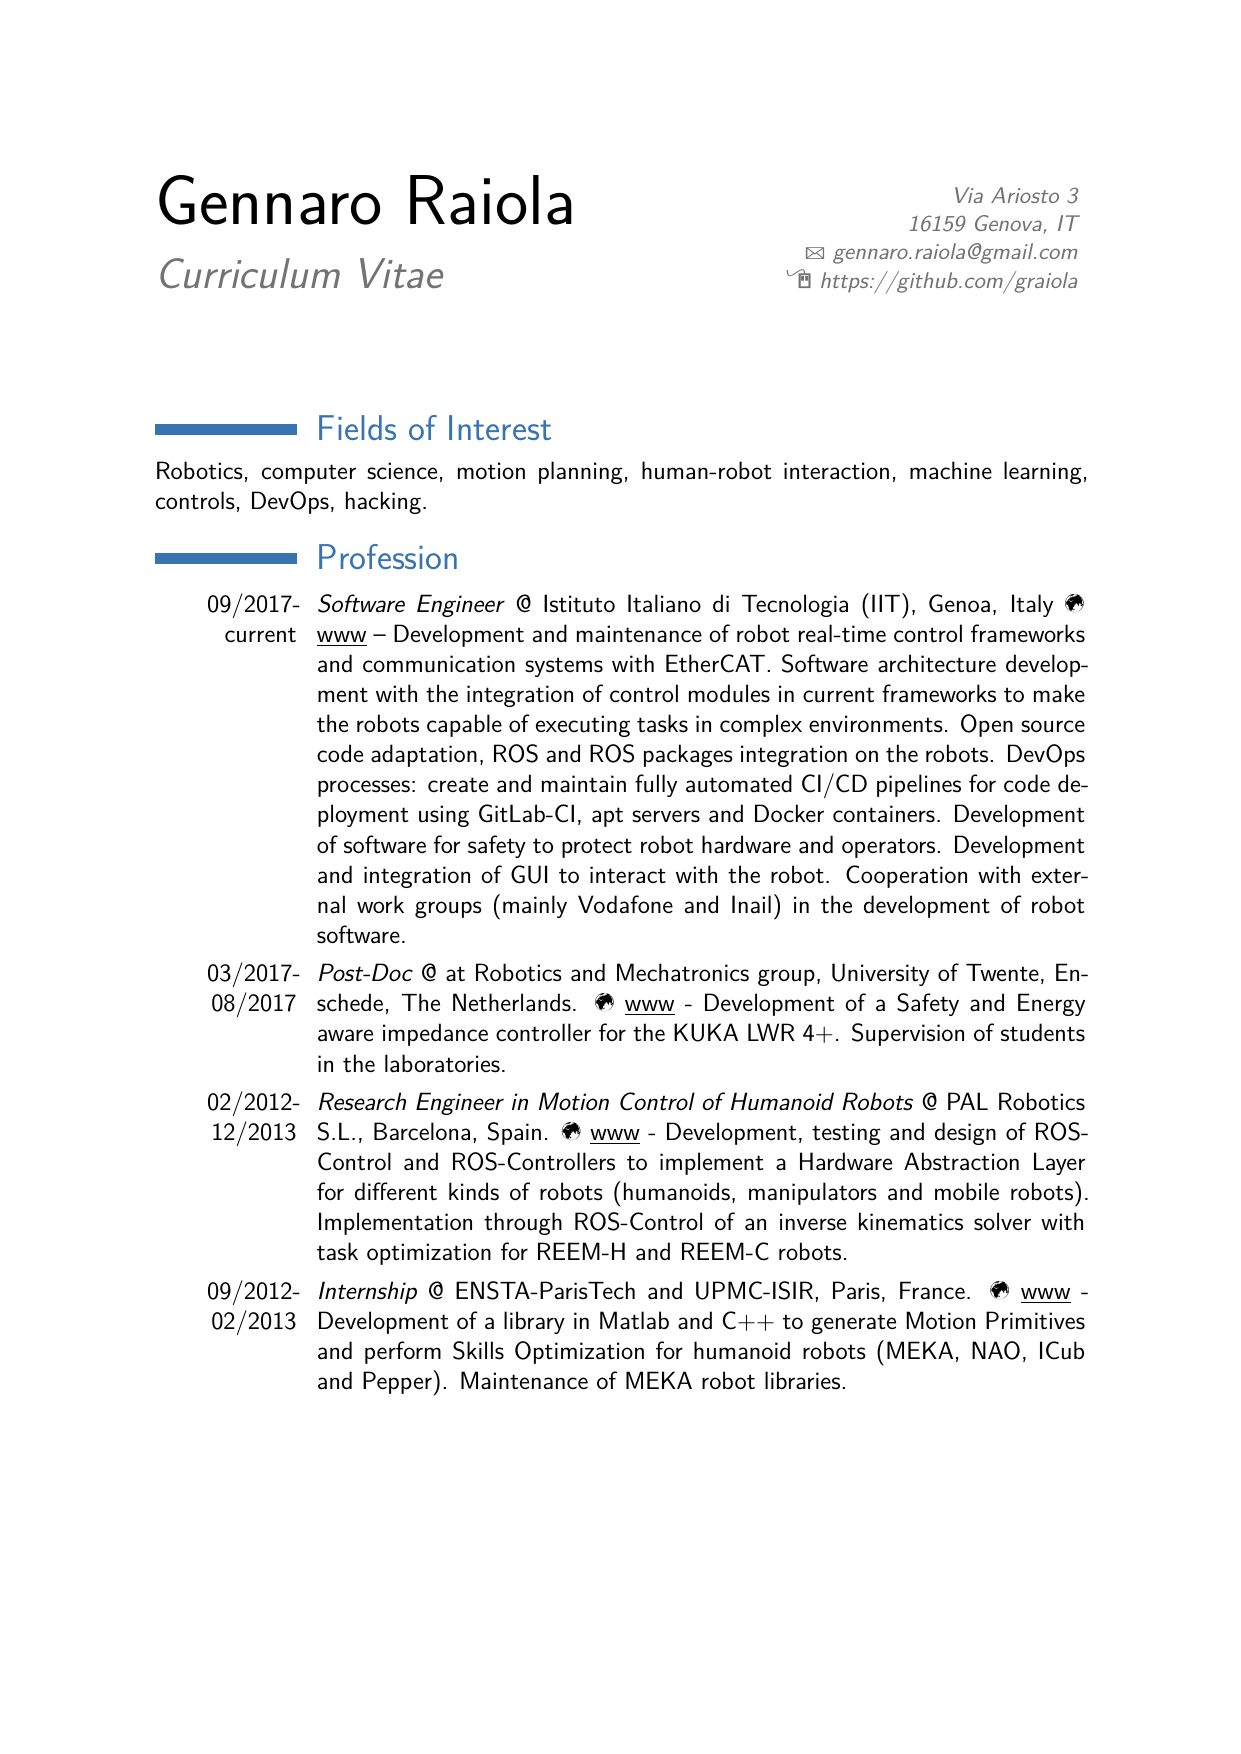 Gennaro Raiola
Curriculum Vitae
Via Ariosto 3
16159 Genova, IT
gennaro.raiola@gmail.com
https://github.com/graiola
Fields of Interest
Robotics, computer science, motion planning, human-robot interaction, machine learning,
controls, DevOps, hacking.
Profession
09/2017-
current
Software Engineer @ Istituto Italiano di Tecnologia (IIT), Genoa, Italy
www – Development and maintenance of robot real-time control frameworks
and communication systems with EtherCAT. Software architecture develop-
ment with the integration of control modules in current frameworks to make
the robots capable of executing tasks in complex environments. Open source
code adaptation, ROS and ROS packages integration on the robots. DevOps
processes: create and maintain fully automated CI/CD pipelines for code de-
ployment using GitLab-CI, apt servers and Docker containers. Development
of software for safety to protect robot hardware and operators. Development
and integration of GUI to interact with the robot. Cooperation with exter-
nal work groups (mainly Vodafone and Inail) in the development of robot
software.
03/2017-
08/2017
Post-Doc @ at Robotics and Mechatronics group, University of Twente, En-
schede, The Netherlands. www - Development of a Safety and Energy
aware impedance controller for the KUKA LWR 4+. Supervision of students
in the laboratories.
02/2012-
12/2013
Research Engineer in Motion Control of Humanoid Robots @ PAL Robotics
S.L., Barcelona, Spain. www - Development, testing and design of ROS-
Control and ROS-Controllers to implement a Hardware Abstraction Layer
for different kinds of robots (humanoids, manipulators and mobile robots).
Implementation through ROS-Control of an inverse kinematics solver with
task optimization for REEM-H and REEM-C robots.
09/2012-
02/2013
Internship @ ENSTA-ParisTech and UPMC-ISIR, Paris, France. www -
Development of a library in Matlab and C++ to generate Motion Primitives
and perform Skills Optimization for humanoid robots (MEKA, NAO, ICub
and Pepper). Maintenance of MEKA robot libraries.